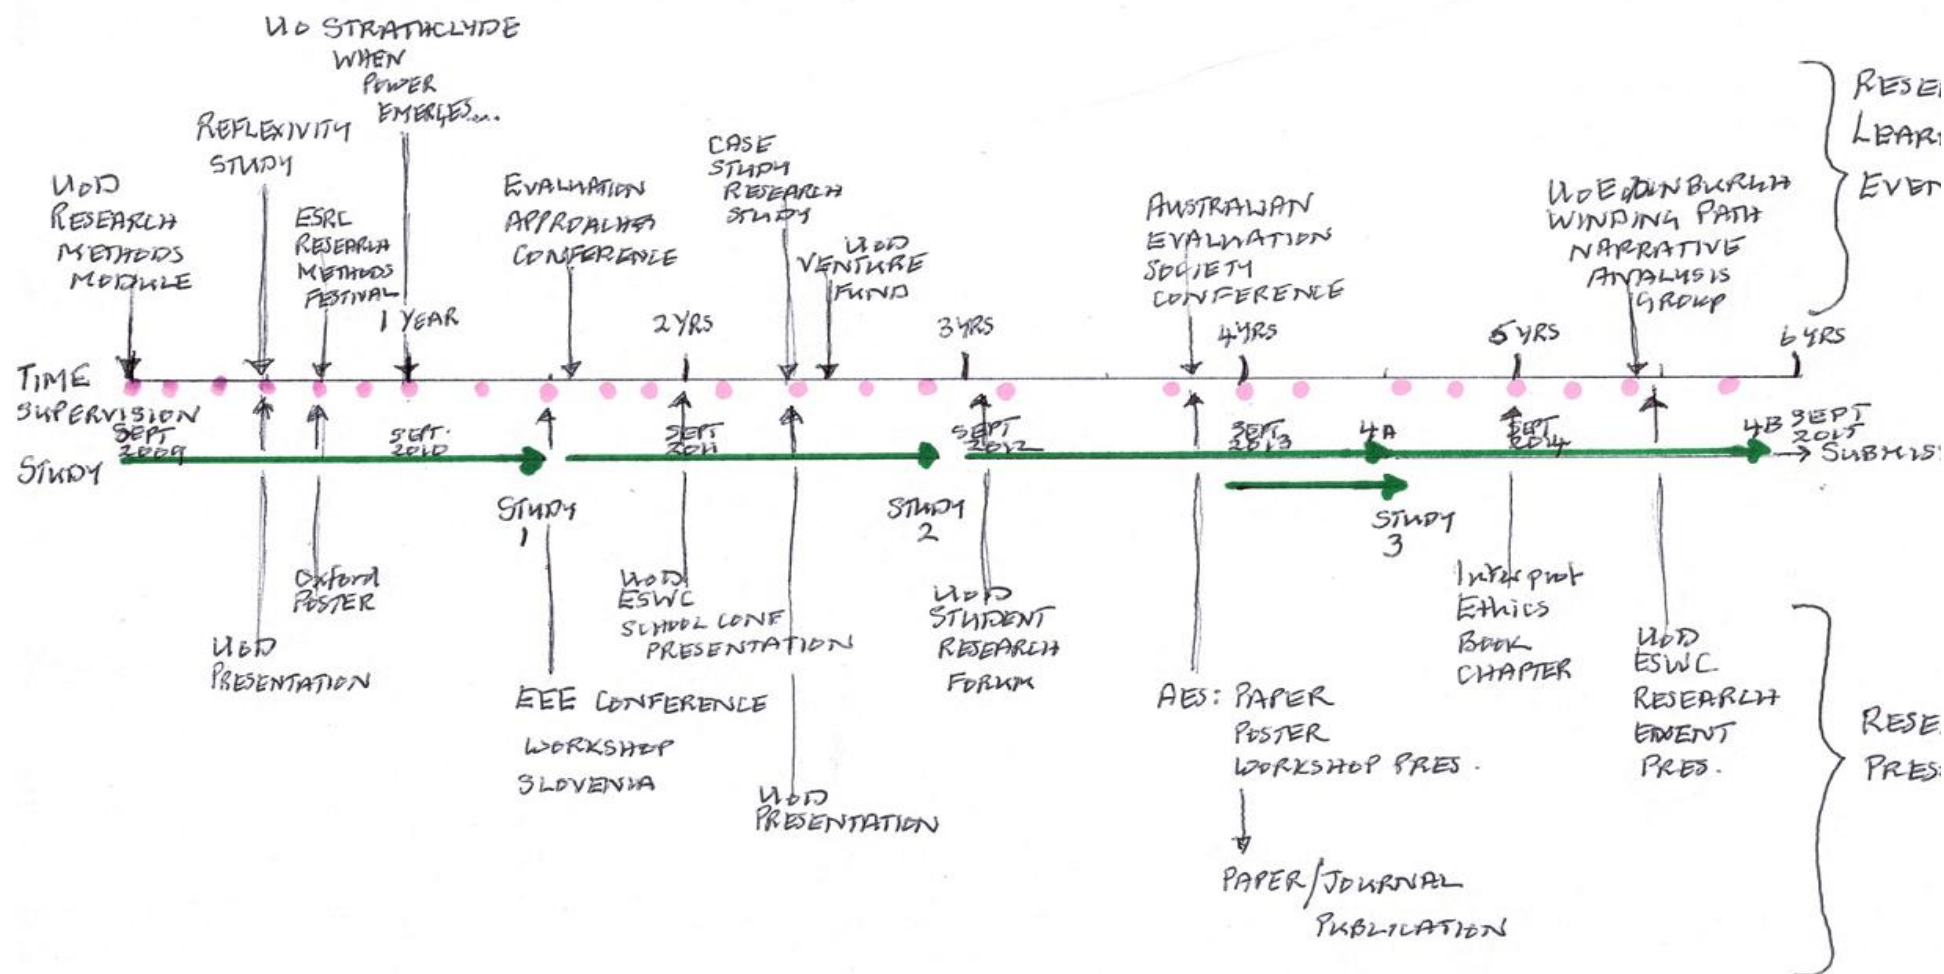 UoD
RESEARCH
METHODS
MODULE
REFLEXIVITY
STUDY
ESRC
RESEARCH
METHODS
FESTIVAL
Uo STRATHCLYDE
WHEN
POWER
EMERGES....
EVALUATION
APPROACHES
CONFERENCE
CASE
STUDY
RESEARCH
STUDY
UoD
VENTURE
FUND
AUSTRALIAN
EVALUATION
SOCIETY
CONFERENCE
UoEDINBURGH
WINDING PATH
NARRATIVE
ANALYSIS
GROUP
RESE
LEAR
EVEN
1 YEAR
2 YRS
3 YRS
4 YRS
5 YRS
6 YRS
TIME
SUPERVISION
SEPT
2009
SEPT.
2010
SEPT
2011
SEPT
2012
SEPT
2013
4A
SEPT
2014
4B
SEPT
2015
STUDY
SUBMIS
STUDY
1
STUDY
2
STUDY
3
UoD
PRESENTATION
Oxford
POSTER
EEE CONFERENCE
WORKSHOP
SLOVENIA
UoD
ESWC
SCHOOL CONF
PRESENTATION
UoD
PRESENTATION
UoD
STUDENT
RESEARCH
FORUM
AES: PAPER
POSTER
WORKSHOP PRES.
PAPER/JOURNAL
PUBLICATION
Ethics
Book
CHAPTER
UoD
ESWC
RESEARCH
PRES.
RESE
PRES